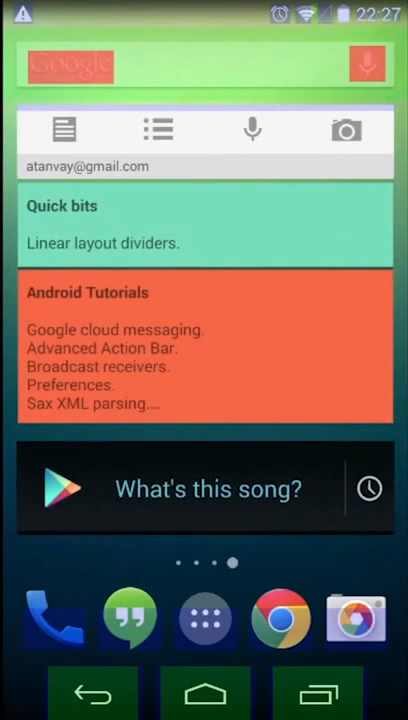 22:27
Google
atanvay@gmail.com
Quick bits
Linear layout dividers.
Android Tutorials
Google cloud messaging.
Advanced Action Bar.
Broadcast receivers.
Preferences.
Sax XML parsing....
What's this song?